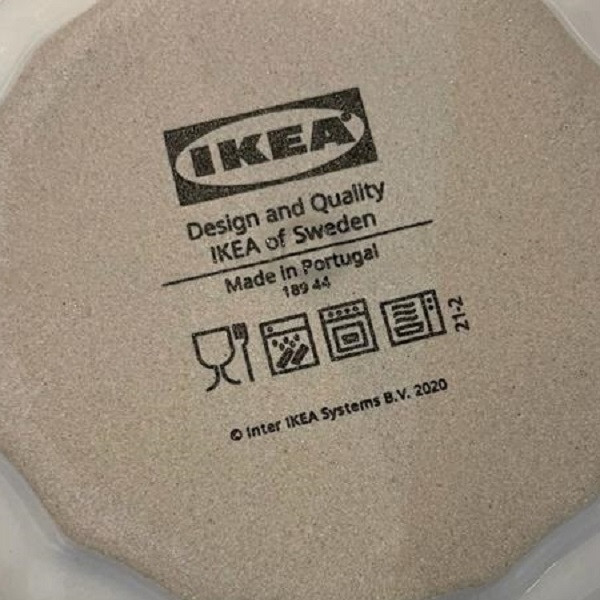 IKEA®
Design and Quality
IKEA of Sweden
Made in Portugal
189 44
21-2
© Inter IKEA Systems B.V. 2020